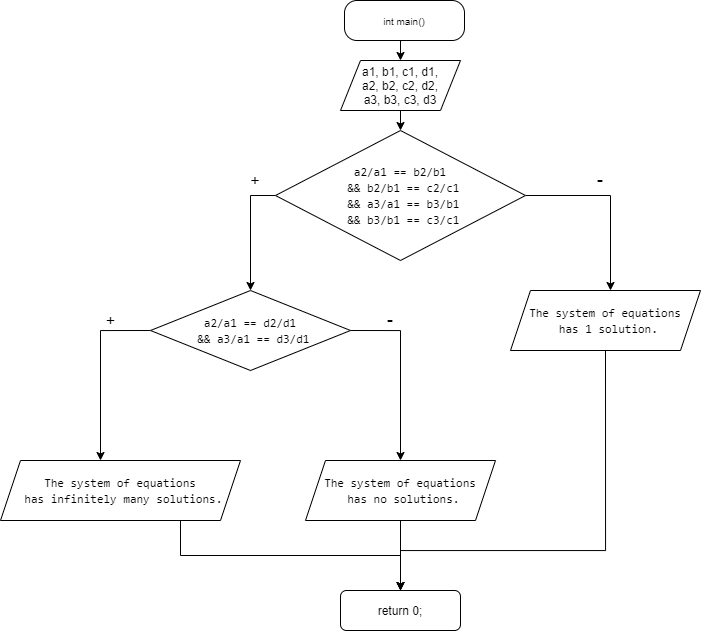 int main()
a1, b1, c1, d1,
a2, b2, c2, d2,
a3, b3, c3, d3
a2/a1 == b2/b1
&& b2/b1 == c2/c1
&& a3/a1 == b3/b1
&& b3/b1 == c3/c1
+
-
a2/a1 == d2/d1
&& a3/a1 == d3/d1
+
-
The system of equations
has 1 solution.
The system of equations
has infinitely many solutions.
The system of equations
has no solutions.
return 0;